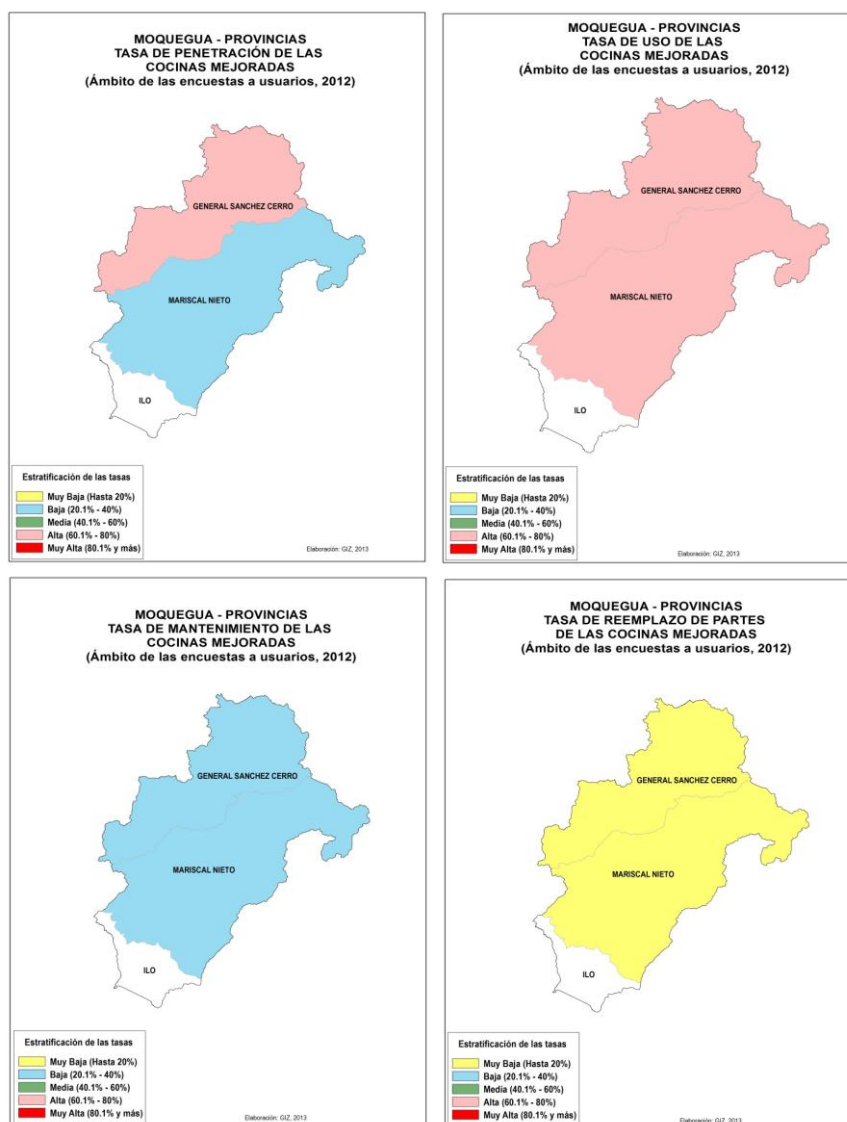 MOQUEGUA - PROVINCIAS
TASA DE PENETRACIÓN DE LAS
COCINAS MEJORADAS
(Ámbito de las encuestas a usuarios, 2012)
GENERAL SANCHEZ CERRO
MARISCAL NIETO
ILO
Estratificación de las tasas
Muy Baja (Hasta 20%)
Baja (20.1% - 40%)
Media (40.1% - 60%)
Alta (60.1% - 80%)
Muy Alta (80.1% y más)
Elaboración: GIZ, 2013
MOQUEGUA - PROVINCIAS
TASA DE USO DE LAS
COCINAS MEJORADAS
(Ámbito de las encuestas a usuarios, 2012)
GENERAL SANCHEZ CERRO
MARISCAL NIETO
ILO
Estratificación de las tasas
Muy Baja (Hasta 20%)
Baja (20.1% - 40%)
Media (40.1% - 60%)
Alta (60.1% - 80%)
Muy Alta (80.1% y más)
Elaboración: GIZ, 2013
MOQUEGUA - PROVINCIAS
TASA DE MANTENIMIENTO DE LAS
COCINAS MEJORADAS
(Ámbito de las encuestas a usuarios, 2012)
GENERAL SANCHEZ CERRO
MARISCAL NIETO
ILO
Estratificación de las tasas
Muy Baja (Hasta 20%)
Baja (20.1% - 40%)
Media (40.1% - 60%)
Alta (60.1% - 80%)
Muy Alta (80.1% y más)
Elaboración: GIZ, 2013
MOQUEGUA - PROVINCIAS
TASA DE REEMPLAZO DE PARTES
DE LAS COCINAS MEJORADAS
(Ámbito de las encuestas a usuarios, 2012)
GENERAL SANCHEZ CERRO
MARISCAL NIETO
ILO
Estratificación de las tasas
Muy Baja (Hasta 20%)
Baja (20.1% - 40%)
Media (40.1% - 60%)
Alta (60.1% - 80%)
Muy Alta (80.1% y más)
Elaboración: GIZ, 2013